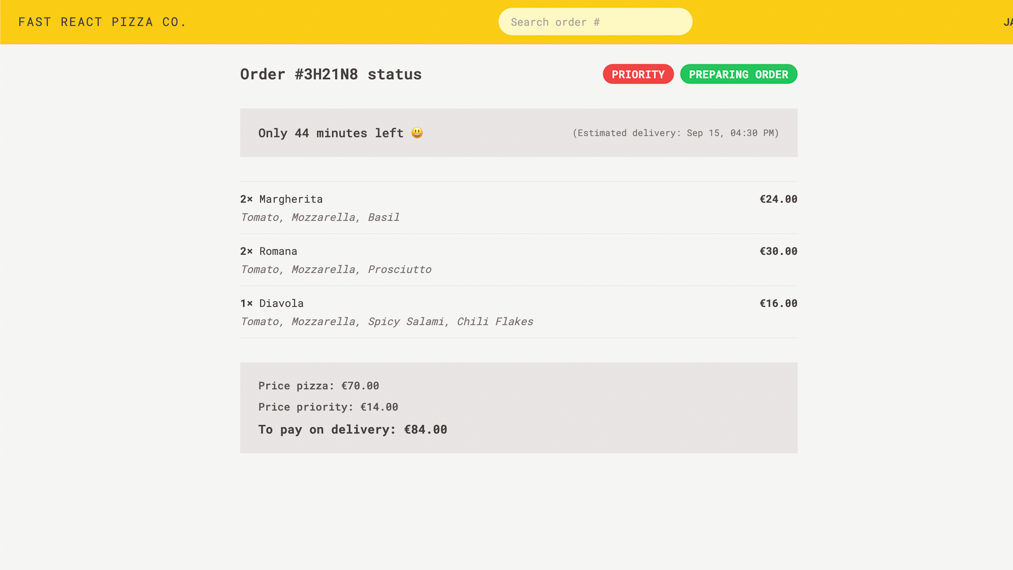 FAST REACT PIZZA CO.
Search order #
JA
Order #3H21N8 status
PRIORITY
PREPARING ORDER
Only 44 minutes left 😃
(Estimated delivery: Sep 15, 04:30 PM)
2× Margherita
€24.00
Tomato, Mozzarella, Basil
2× Romana
€30.00
Tomato, Mozzarella, Prosciutto
1× Diavola
€16.00
Tomato, Mozzarella, Spicy Salami, Chili Flakes
Price pizza: €70.00
Price priority: €14.00
To pay on delivery: €84.00